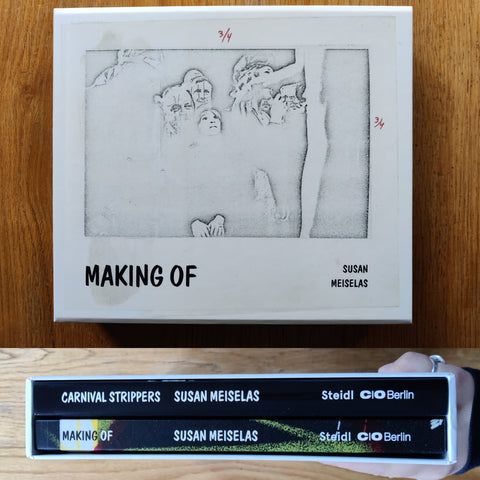 3/4
3/4
MAKING OF
SUSAN
MEISELAS
CARNIVAL STRIPPERS SUSAN MEISELAS Steidl C|O Berlin
MAKING OF SUSAN MEISELAS Steidl C|O Berlin